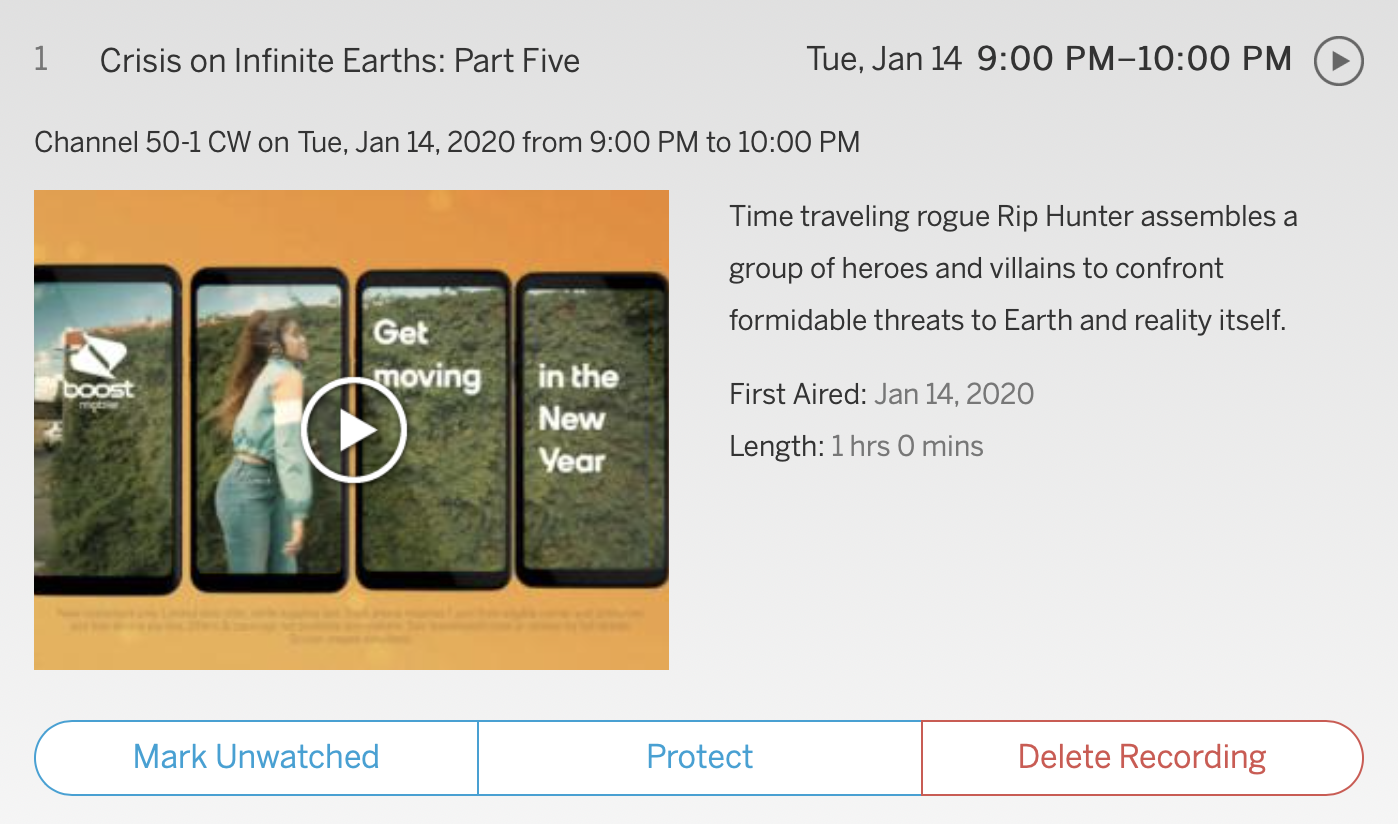 1 Crisis on Infinite Earths: Part Five Tue, Jan 14 9:00 PM–10:00 PM
Channel 50-1 CW on Tue, Jan 14, 2020 from 9:00 PM to 10:00 PM
boost
mobile
Get
moving
in the
New
Year
Time traveling rogue Rip Hunter assembles a
group of heroes and villains to confront
formidable threats to Earth and reality itself.
First Aired: Jan 14, 2020
Length: 1 hrs 0 mins
Mark Unwatched Protect Delete Recording